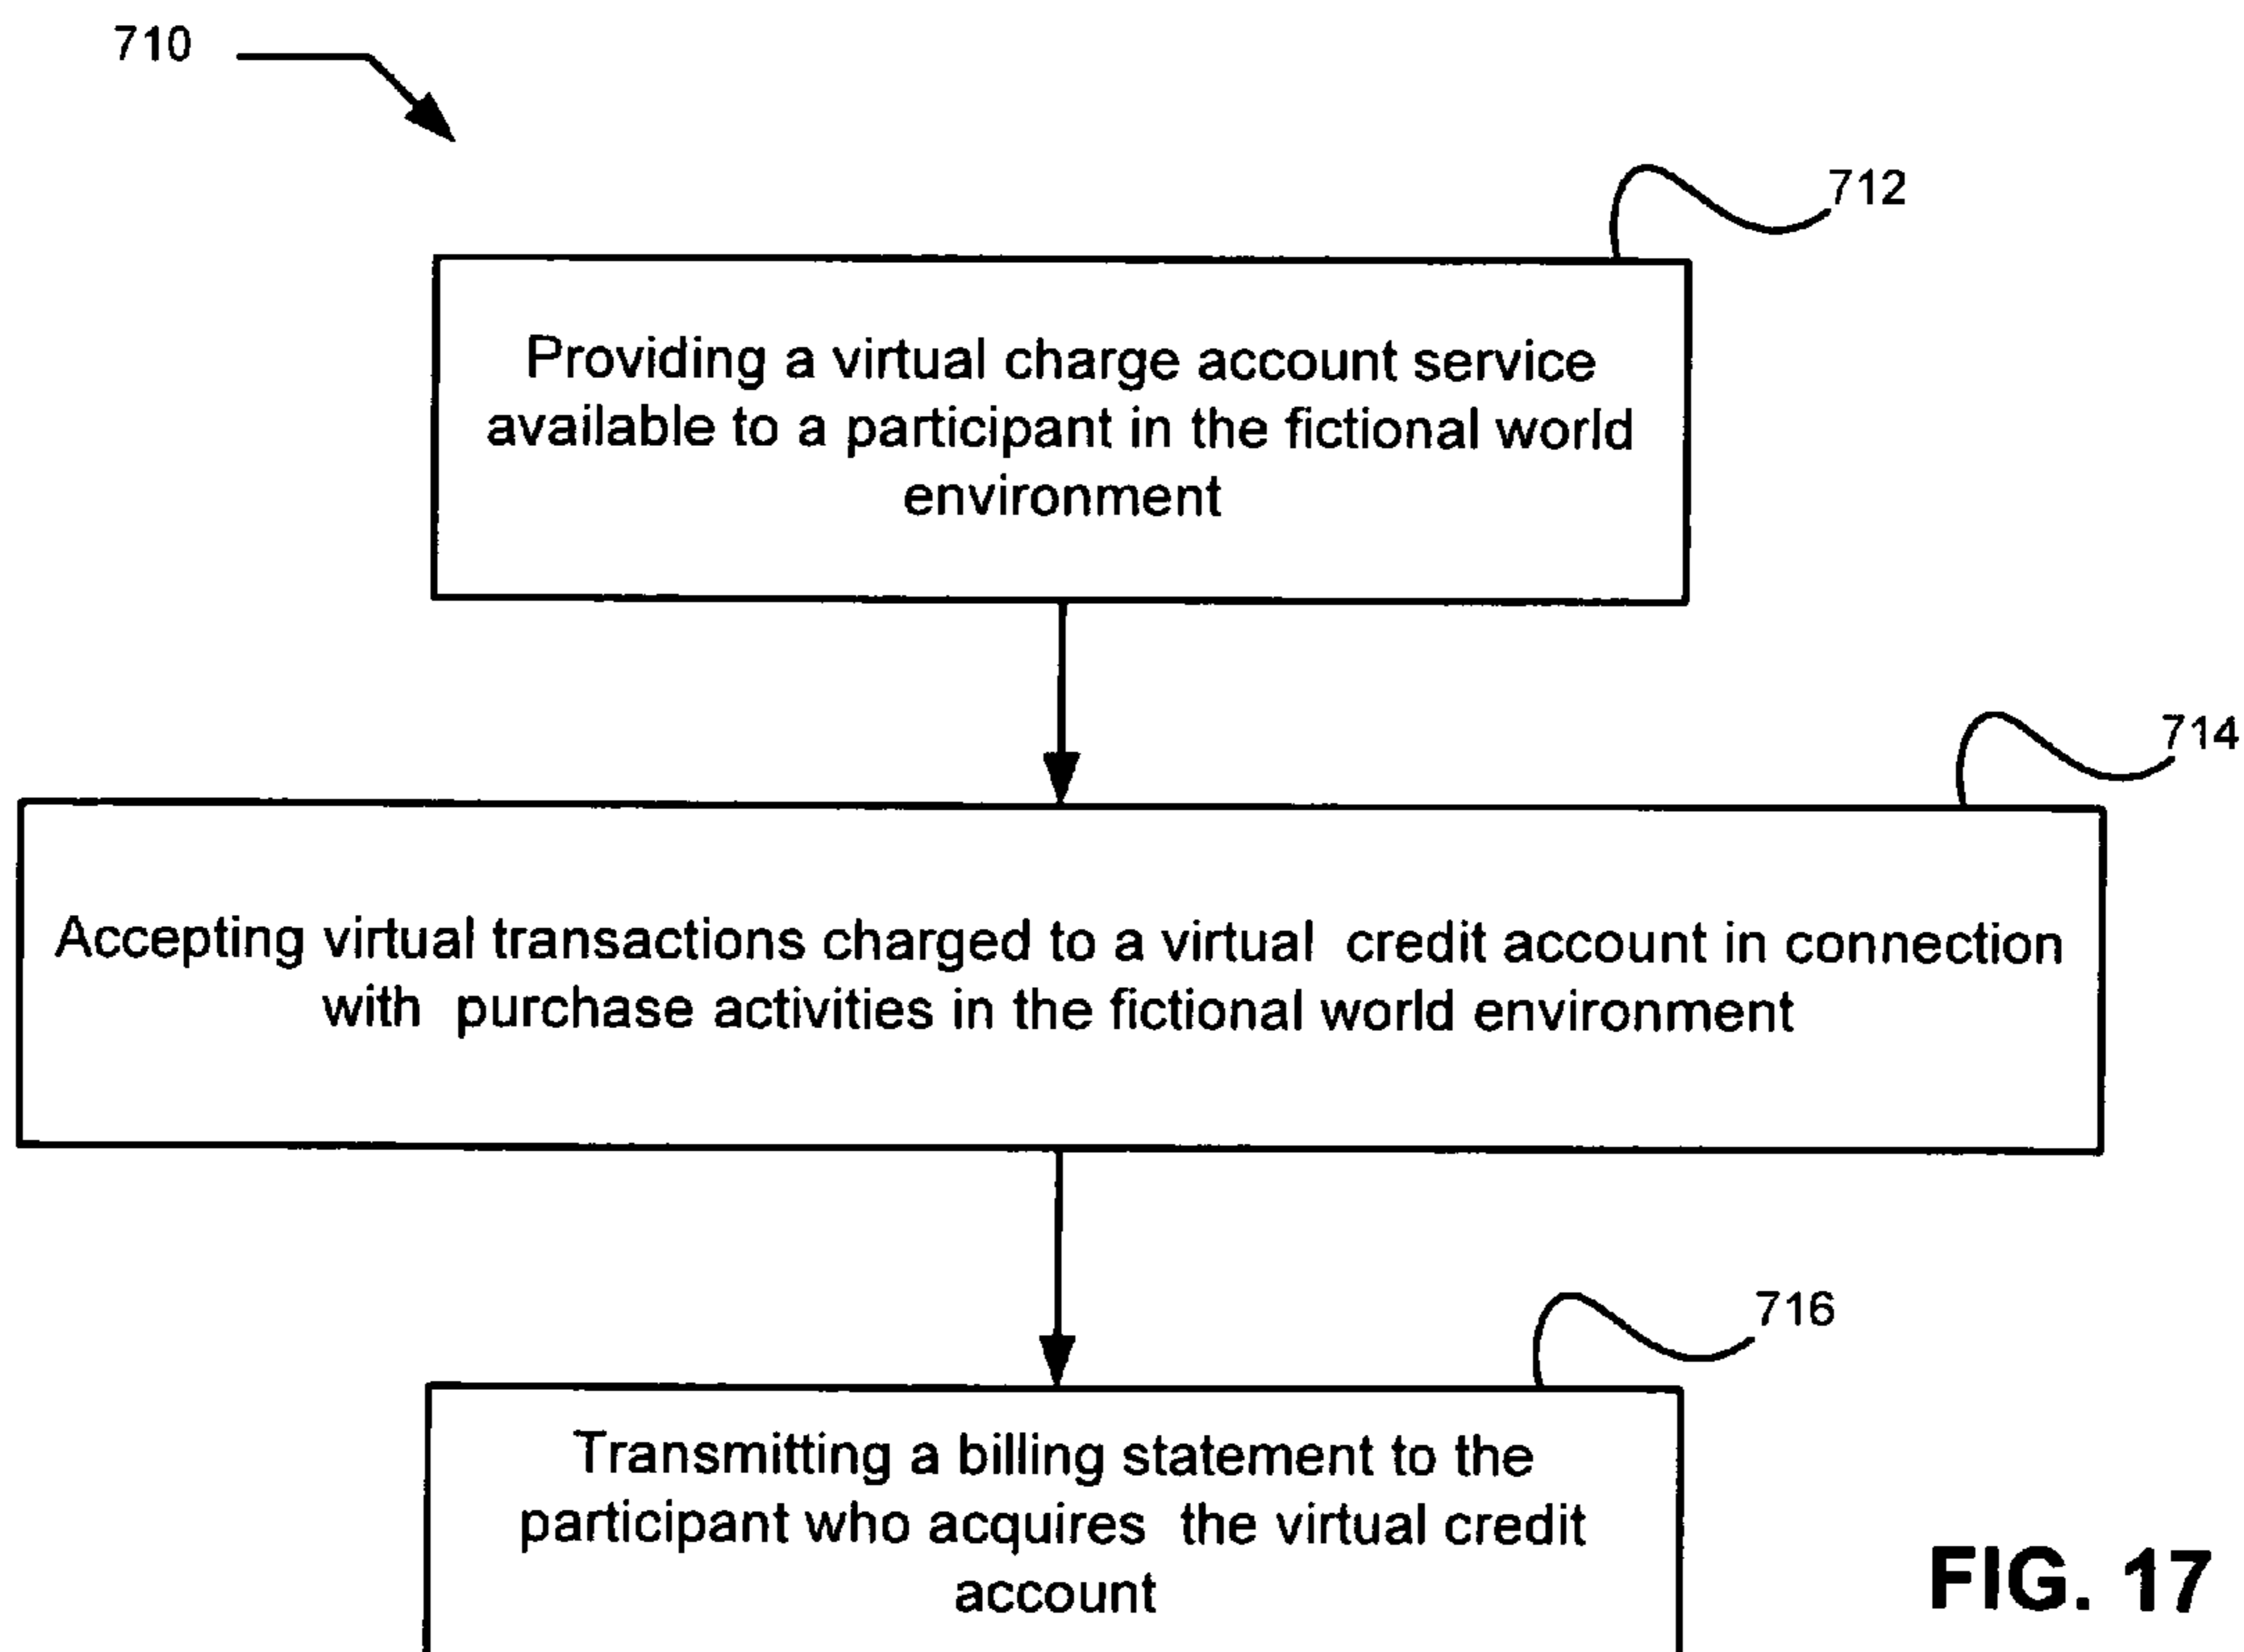 710
712
Providing a virtual charge account service
available to a participant in the fictional world
environment
714
Accepting virtual transactions charged to a virtual credit account in connection
with purchase activities in the fictional world environment
716
Transmitting a billing statement to the
participant who acquires the virtual credit
account
FIG. 17